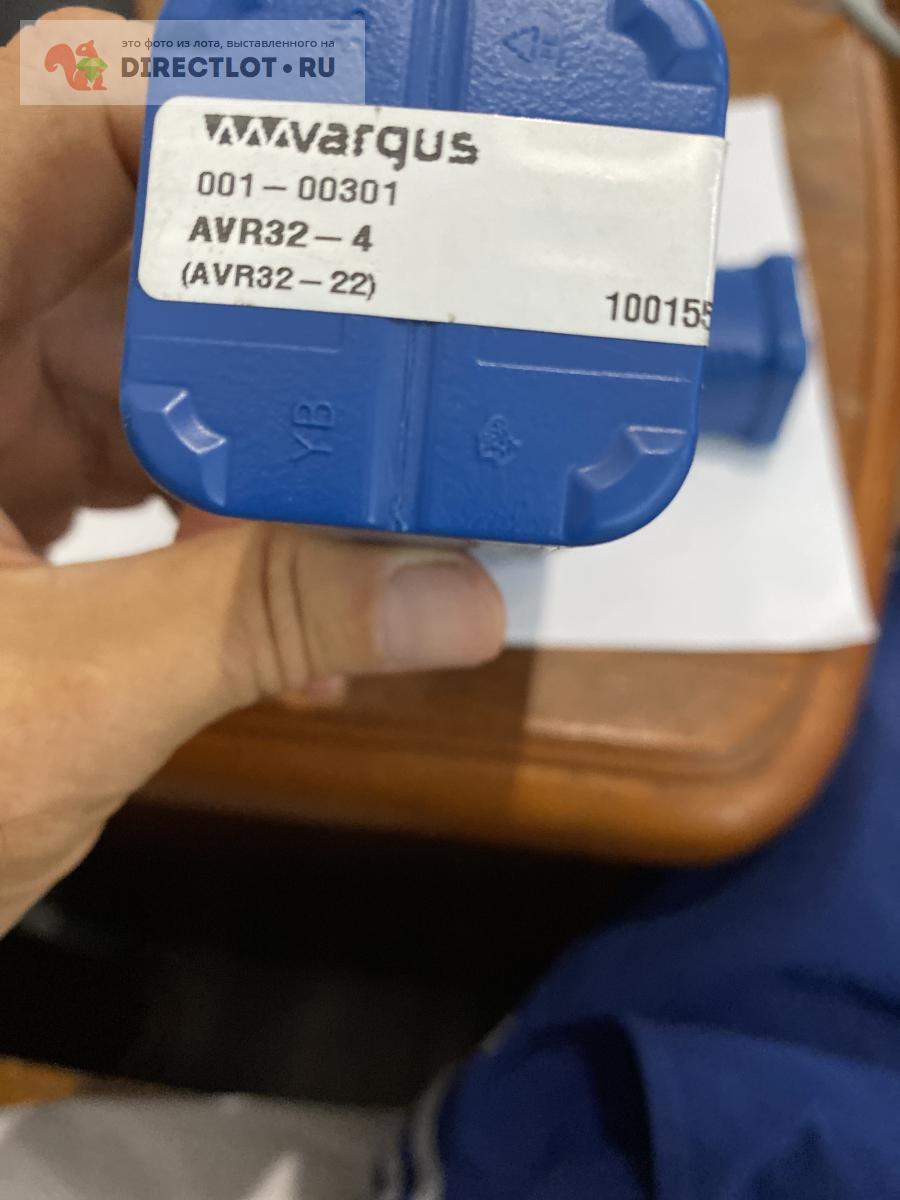 это фото из лота, выставленного на
DIRECTLOT•RU
vargus
001-00301
AVR32-4
(AVR32-22)
100155
YB